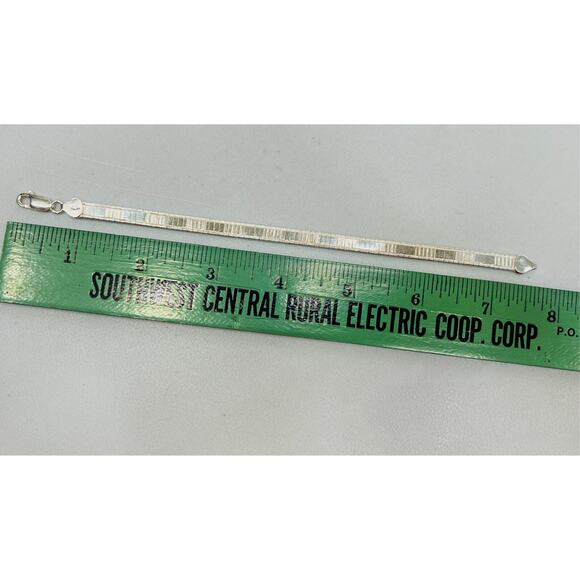 1 2 3 4 5 6 7 8
SOUTHWEST CENTRAL RURAL ELECTRIC COOP. CORP.
P.O.